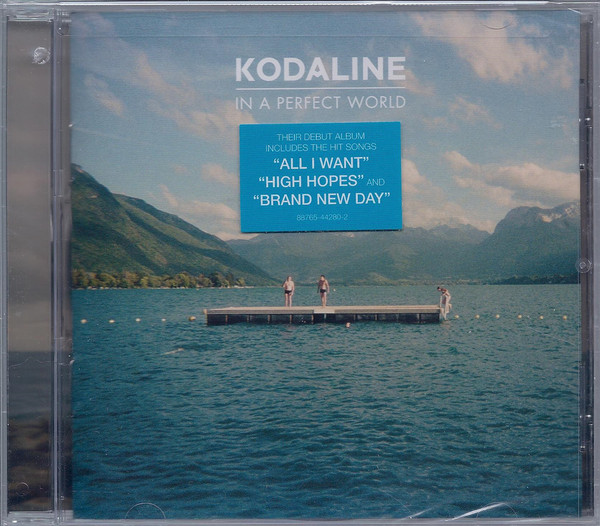 KODALINE
IN A PERFECT WORLD
THEIR DEBUT ALBUM
INCLUDES THE HIT SONGS
“ALL I WANT”
“HIGH HOPES” AND
“BRAND NEW DAY”
88765-44280-2